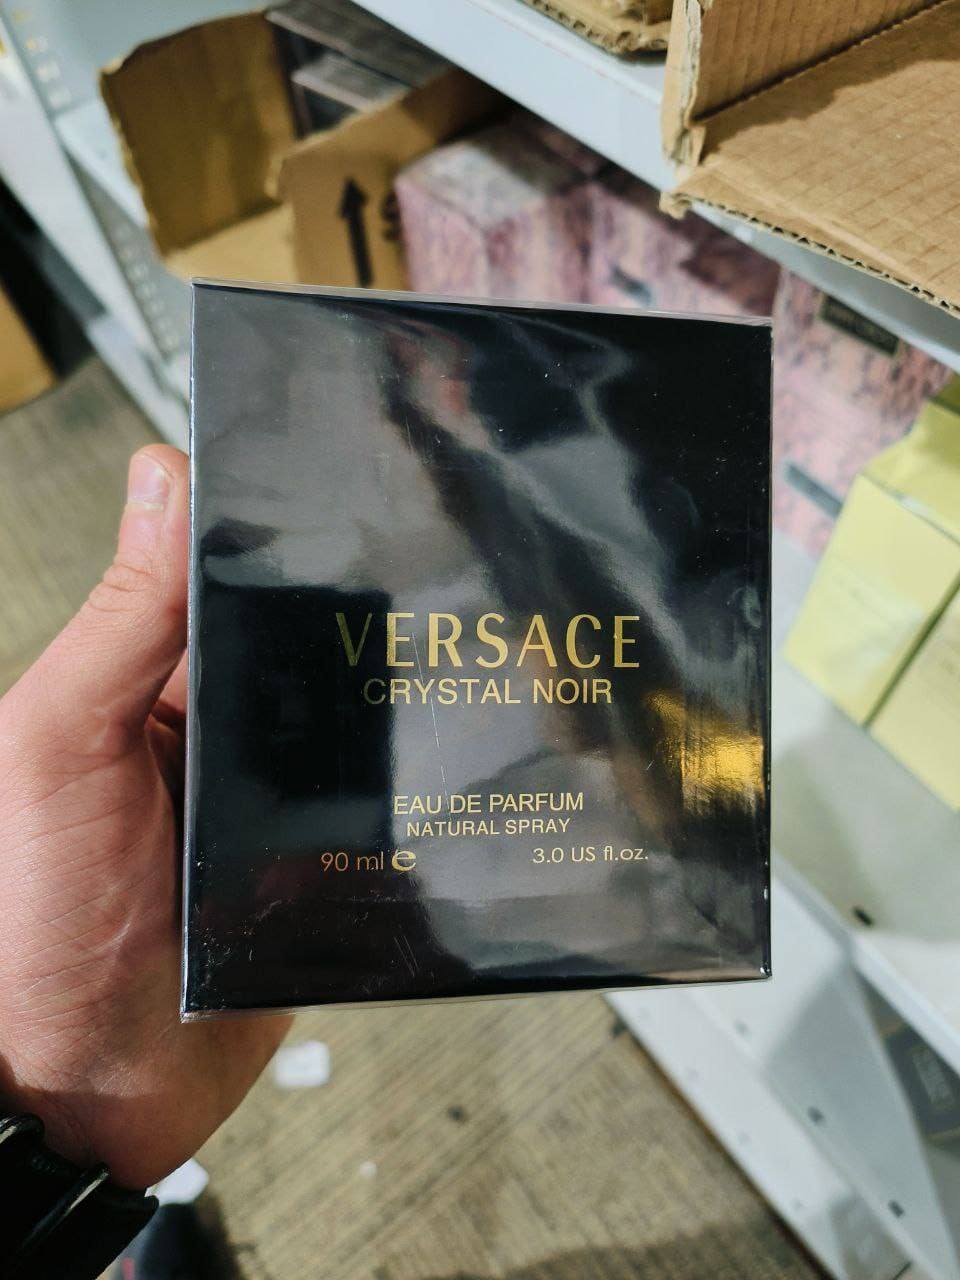 VERSACE
CRYSTAL NOIR
EAU DE PARFUM
NATURAL SPRAY
90 ml e 3.0 US fl.oz.